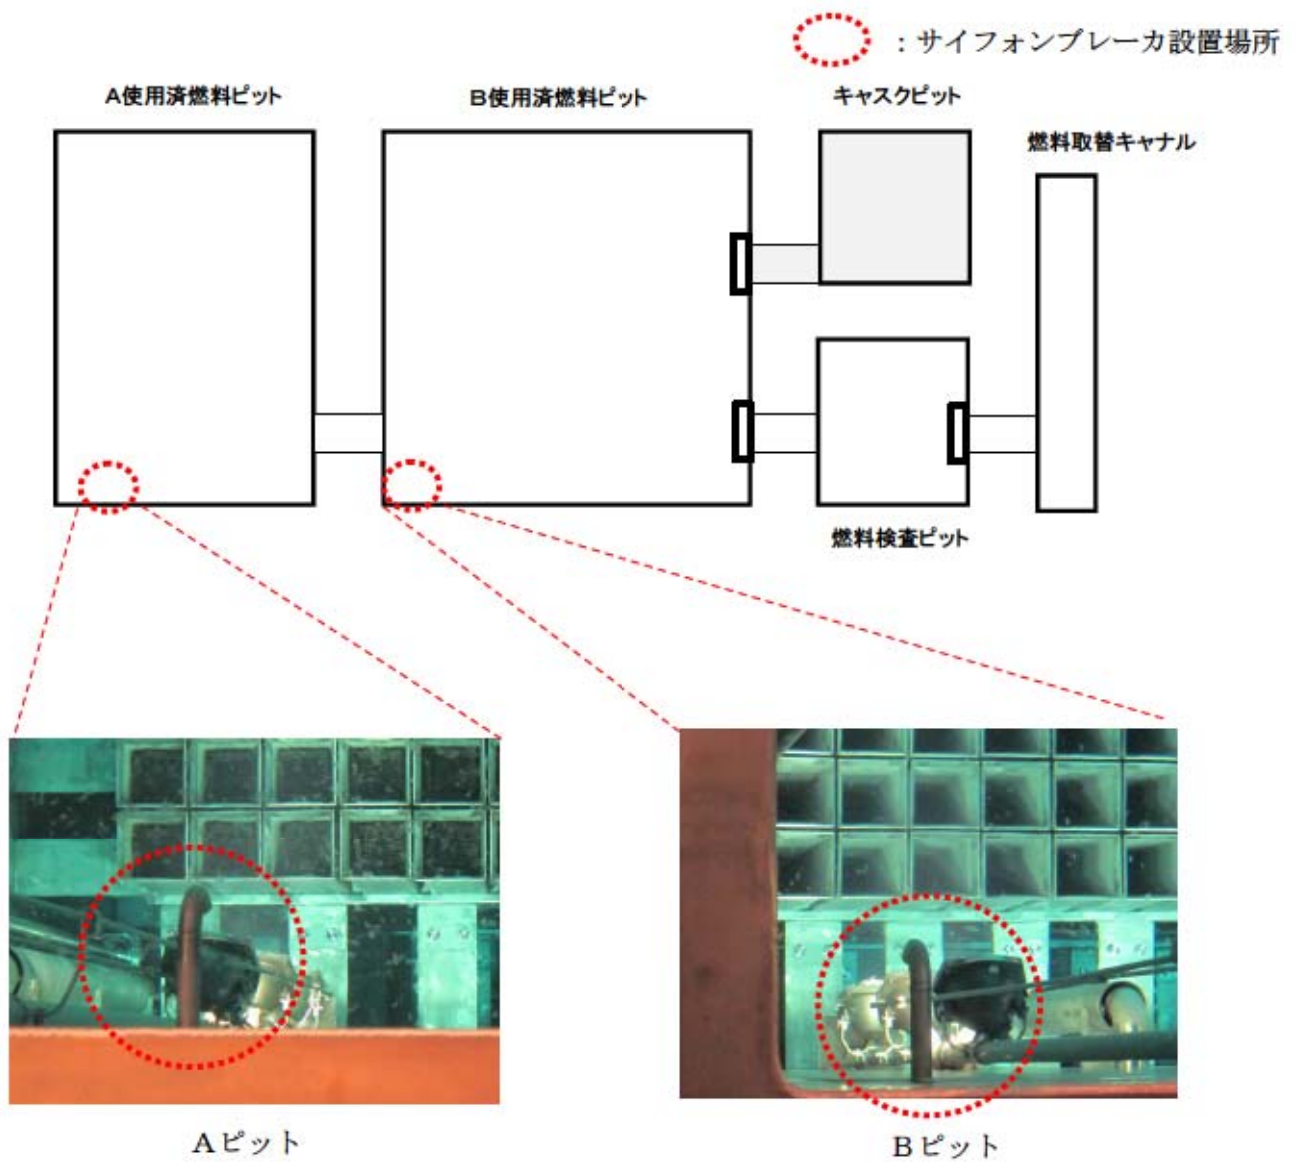 ：サイフォンブレーカ設置場所
A使用済燃料ピット
B使用済燃料ピット
キャスクピット
燃料取替キャナル
燃料検査ピット
Aピット
Bピット